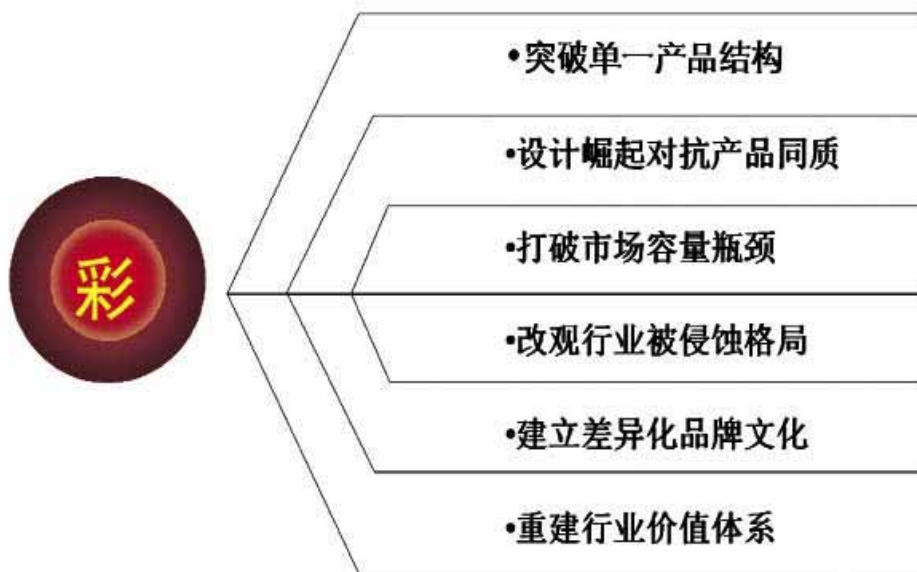 •突破单一产品结构
•设计崛起对抗产品同质
•打破市场容量瓶颈
彩
•改观行业被侵蚀格局
•建立差异化品牌文化
•重建行业价值体系